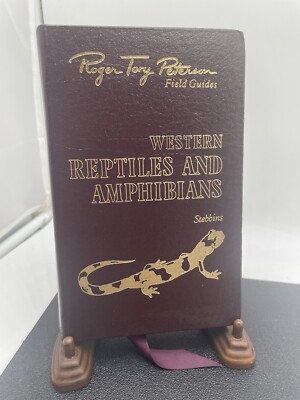 Roger Tory Peterson
Field Guides
WESTERN
REPTILES AND
AMPHIBIANS
Stebbins